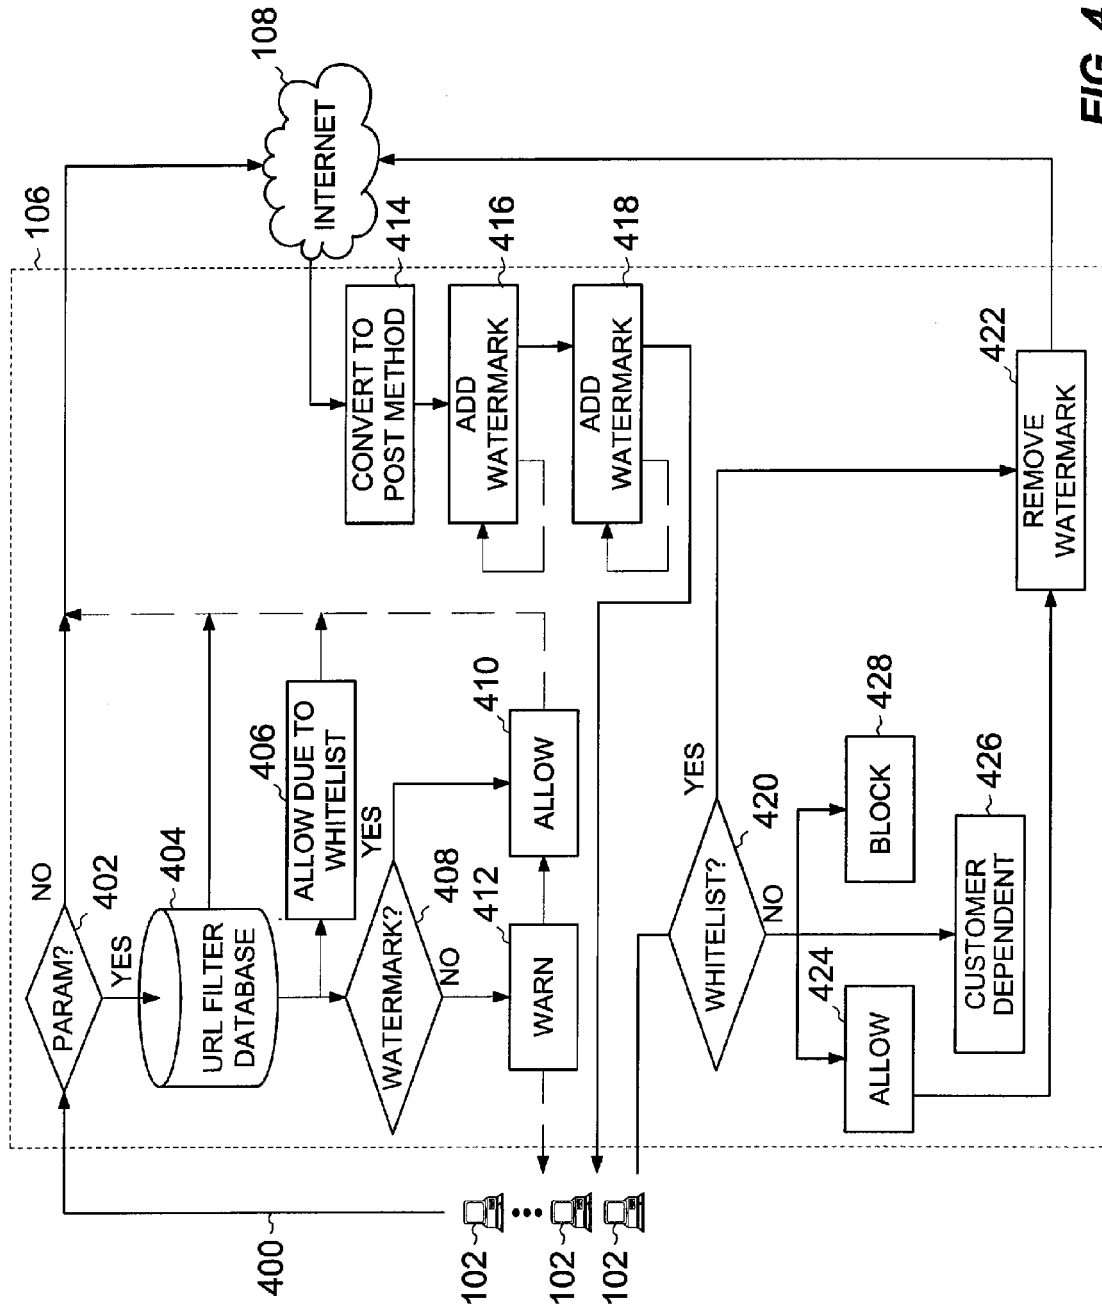 400
PARAM?
402
NO
YES
404
URL FILTER
DATABASE
406
ALLOW DUE TO
WHITELIST
WATERMARK?
408
YES
NO
412
WARN
410
ALLOW
106
108
INTERNET
414
CONVERT TO
POST METHOD
416
ADD
WATERMARK
418
ADD
WATERMARK
102
102
102
WHITELIST?
420
YES
NO
424
ALLOW
428
BLOCK
426
CUSTOMER
DEPENDENT
422
REMOVE
WATERMARK
FIG. 4